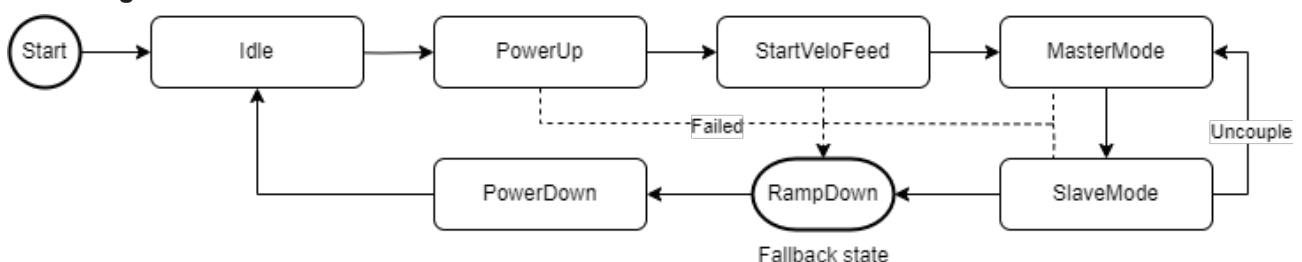 Start
Idle
PowerUp
StartVeloFeed
MasterMode
Failed
Uncouple
PowerDown
RampDown
SlaveMode
Fallback state